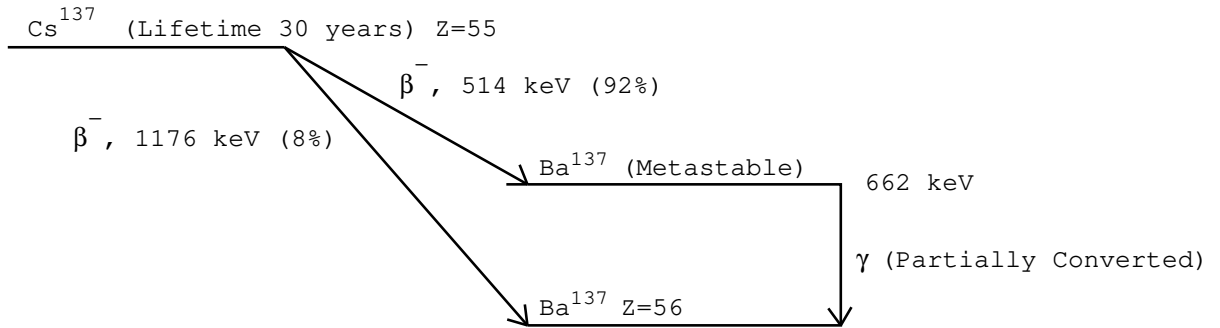 Cs¹³⁷ (Lifetime 30 years) Z=55
β⁻, 514 keV (92%)
β⁻, 1176 keV (8%)
Ba¹³⁷ (Metastable)
662 keV
γ (Partially Converted)
Ba¹³⁷ Z=56